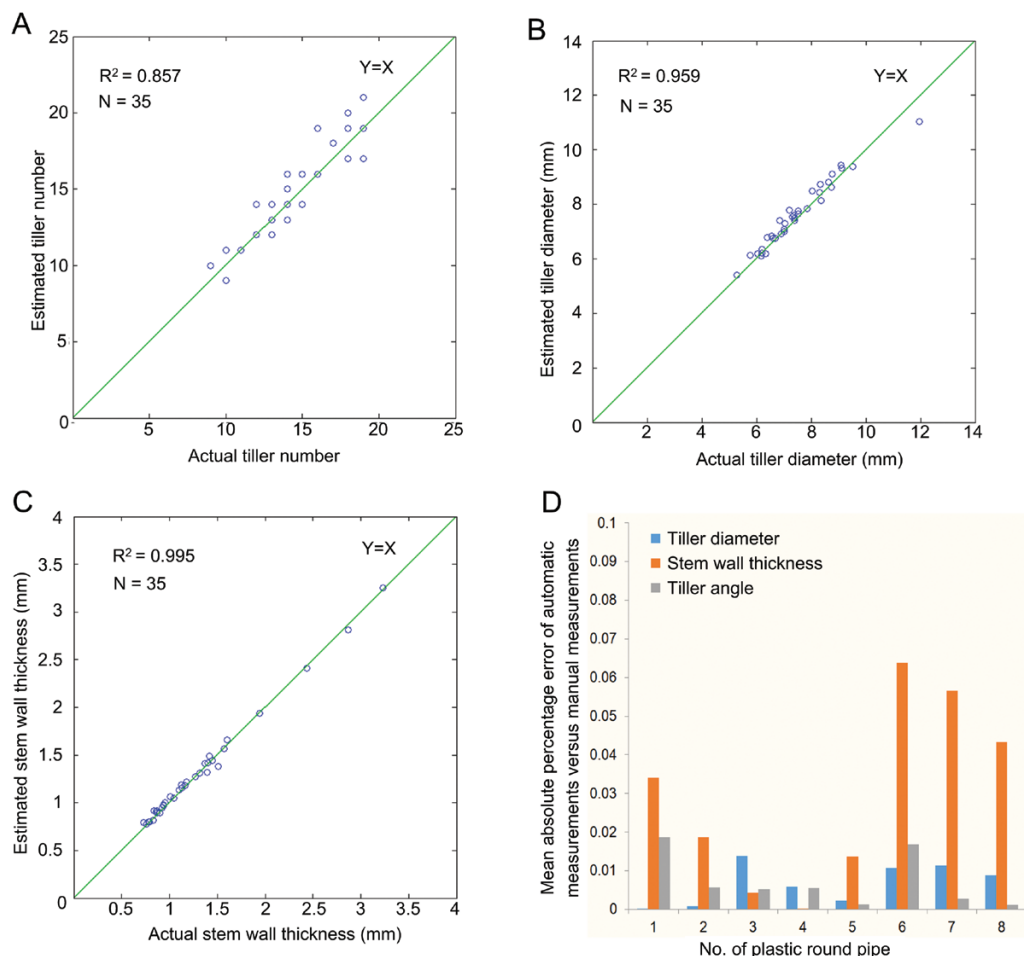 A
25
20
15
10
5
0
R² = 0.857
N = 35
Y=X
Estimated tiller number
5 10 15 20 25
Actual tiller number
B
14
12
10
8
6
4
2
0
R² = 0.959
N = 35
Y=X
Estimated tiller diameter (mm)
2 4 6 8 10 12 14
Actual tiller diameter (mm)
C
4
3.5
3
2.5
2
1.5
1
0.5
0
R² = 0.995
N = 35
Y=X
Estimated stem wall thickness (mm)
0.5 1 1.5 2 2.5 3 3.5 4
Actual stem wall thickness (mm)
D
0.1
0.09
0.08
0.07
0.06
0.05
0.04
0.03
0.02
0.01
0
Tiller diameter
Stem wall thickness
Tiller angle
Mean absolute percentage error of automatic
measurements versus manual measurements
1 2 3 4 5 6 7 8
No. of plastic round pipe